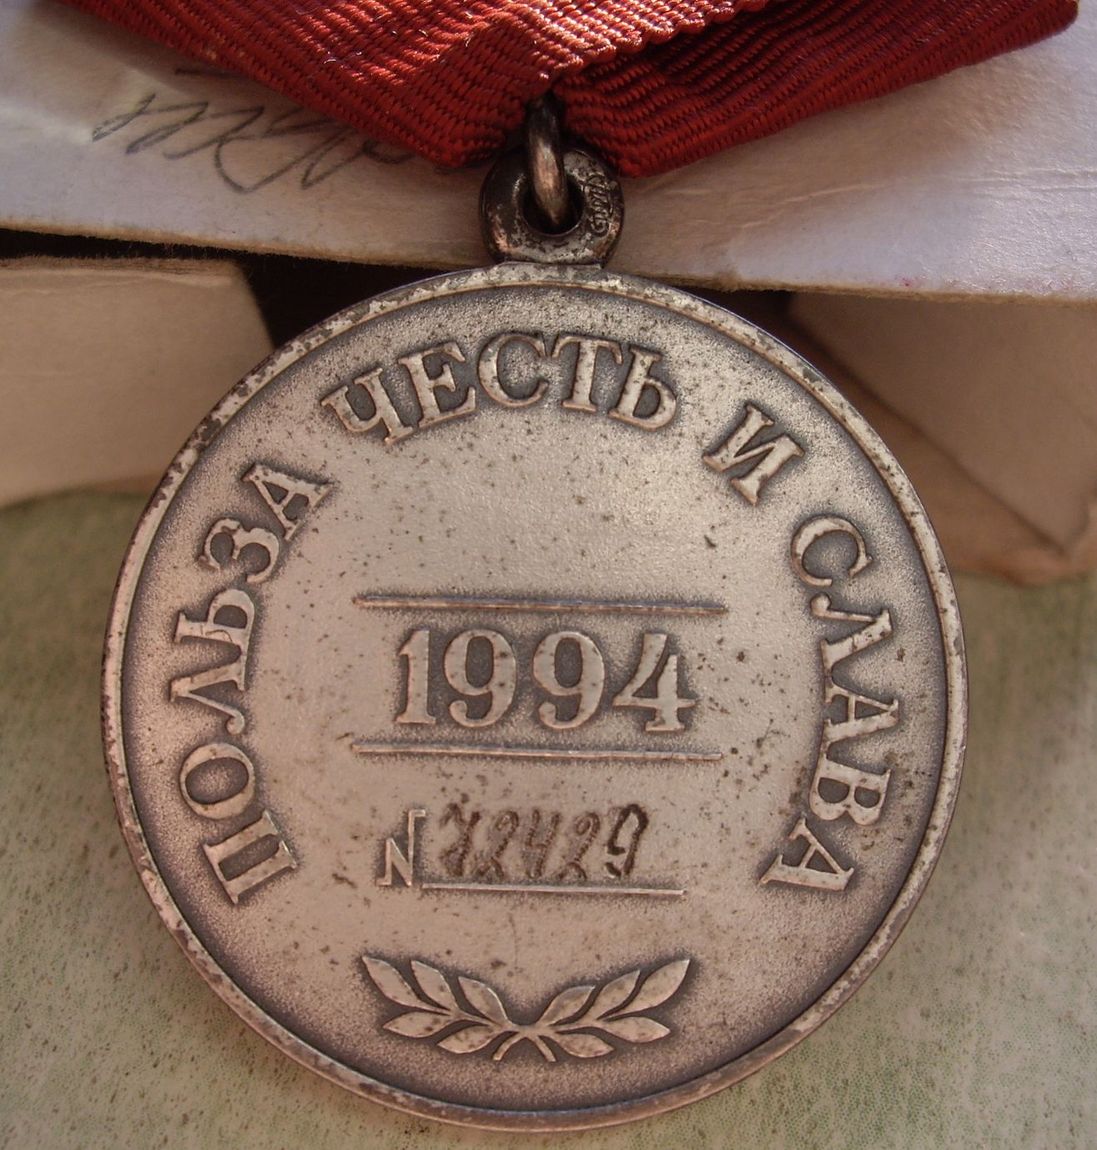 ПОЛЬЗА ЧЕСТЬ И СЛАВА
1994
N 72429